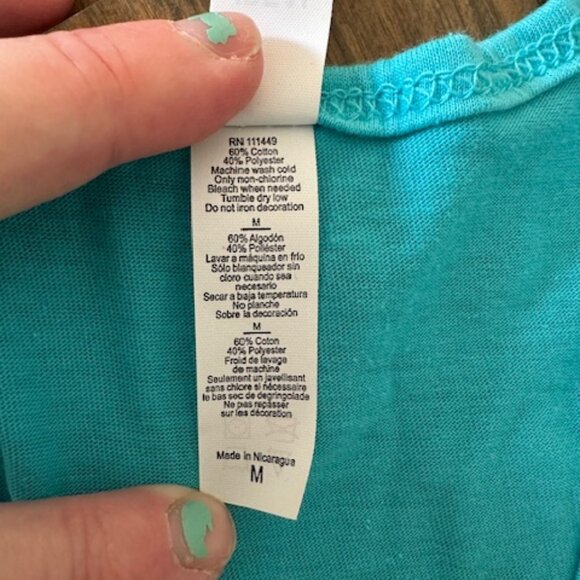 RN 111449
60% Cotton
40% Polyester
Machine wash cold
Only non-chlorine
Bleach when needed
Tumble dry low
Do not iron decoration
M
60% Algodón
40% Poliéster
Lavar a máquina en frío
Sólo blanqueador sin
cloro cuando sea
necesario
Secar a baja temperatura
No planche
Sobre la decoración
M
60% Coton
40% Polyester
Froid de lavage
de machine
Seulement un javellisant
sans chlore si nécessaire
le bas sec de degringolade
Ne pas repasser
sur les décoration
Made in Nicaragua
M